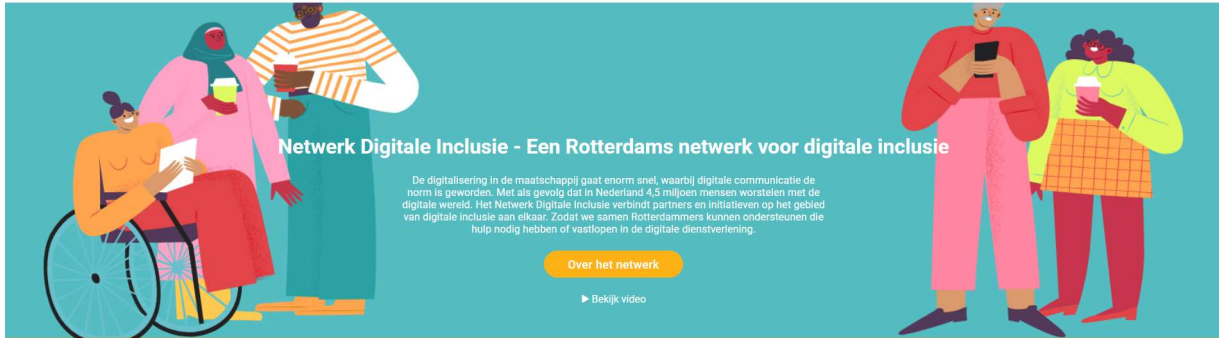 Netwerk Digitale Inclusie - Een Rotterdams netwerk voor digitale inclusie
De digitalisering in de maatschappij gaat enorm snel, waarbij digitale communicatie de
norm is geworden. Met als gevolg dat in Nederland 4,5 miljoen mensen worstelen met de
digitale wereld. Het Netwerk Digitale Inclusie verbindt partners en initiatieven op het gebied
van digitale inclusie aan elkaar. Zodat we samen Rotterdammers kunnen ondersteunen die
hulp nodig hebben of vastlopen in de digitale dienstverlening.
Over het netwerk
Bekijk video